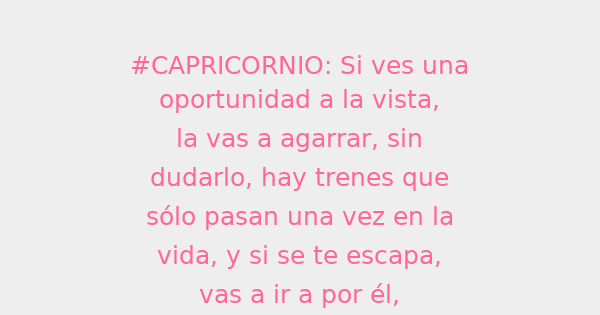 #CAPRICORNIO: Si ves una
oportunidad a la vista,
la vas a agarrar, sin
dudarlo, hay trenes que
sólo pasan una vez en la
vida, y si se te escapa,
vas a ir a por él,